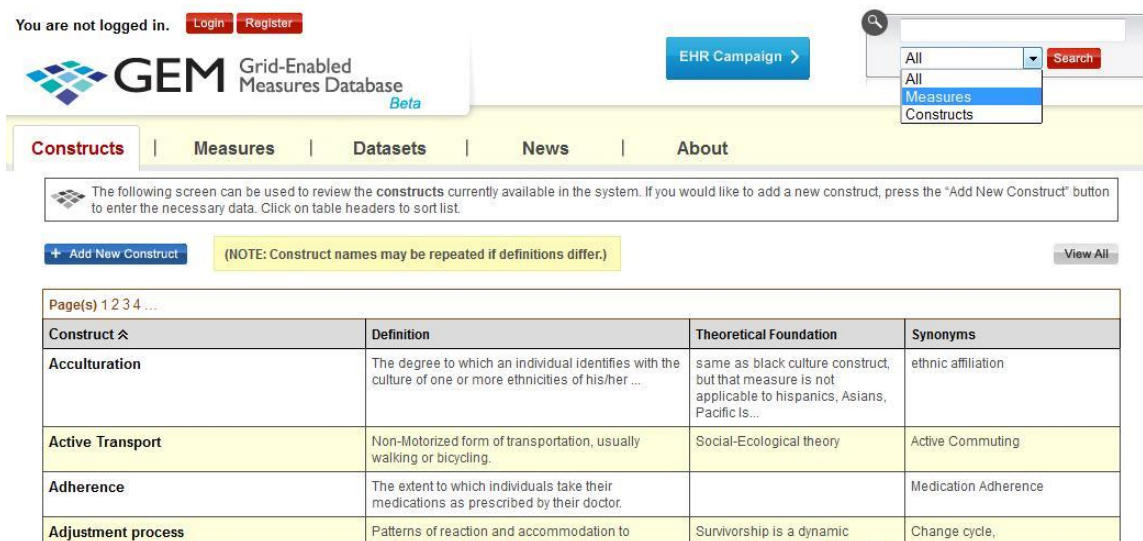 You are not logged in. Login Register
EHR Campaign >
All Search
All
Measures
Constructs
GEM Grid-Enabled
Measures Database
Beta
Constructs | Measures | Datasets | News | About
The following screen can be used to review the constructs currently available in the system. If you would like to add a new construct, press the "Add New Construct" button
to enter the necessary data. Click on table headers to sort list.
+ Add New Construct
(NOTE: Construct names may be repeated if definitions differ.)
View All
Page(s) 1 2 3 4 ...
Construct Definition Theoretical Foundation Synonyms
Acculturation
The degree to which an individual identifies with the
culture of one or more ethnicities of his/her ...
same as black culture construct,
but that measure is not
applicable to hispanics, Asians,
Pacific Is...
ethnic affiliation
Active Transport
Non-Motorized form of transportation, usually
walking or bicycling.
Social-Ecological theory
Active Commuting
Adherence
The extent to which individuals take their
medications as prescribed by their doctor.
Medication Adherence
Adjustment process
Patterns of reaction and accommodation to
Survivorship is a dynamic
Change cycle,